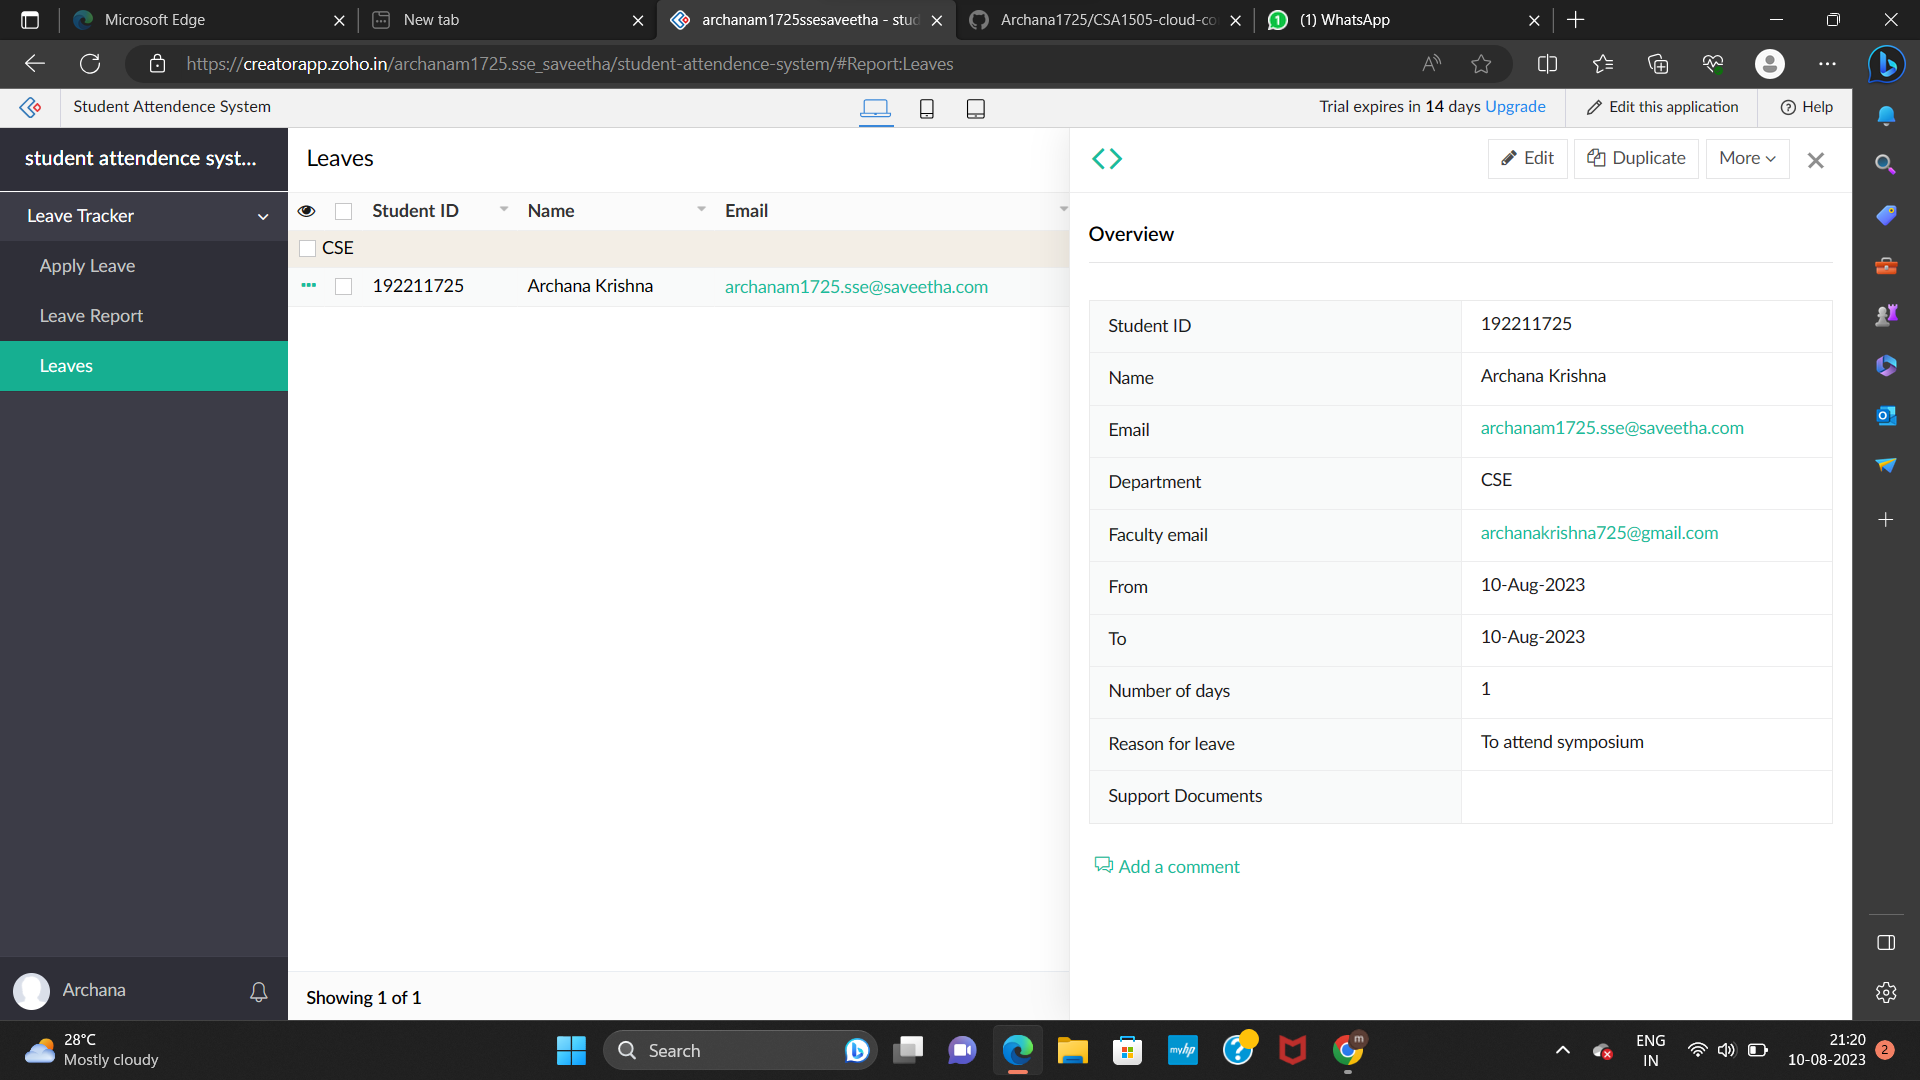 Microsoft Edge
New tab
archanam1725ssesaveetha - stud
Archana1725/CSA1505-cloud-co
(1) WhatsApp
https://creatorapp.zoho.in/archanam1725.sse_saveetha/student-attendence-system/#Report:Leaves
Student Attendence System
Trial expires in 14 days Upgrade
Edit this application
Help
student attendence syst...
Leaves
Edit
Duplicate
More
Leave Tracker
Apply Leave
Leave Report
Leaves
Student ID
Name
Email
CSE
192211725
Archana Krishna
archanam1725.sse@saveetha.com
Overview
Student ID 192211725
Name Archana Krishna
Email archanam1725.sse@saveetha.com
Department CSE
Faculty email archanakrishna725@gmail.com
From 10-Aug-2023
To 10-Aug-2023
Number of days 1
Reason for leave To attend symposium
Support Documents
Add a comment
Archana
Showing 1 of 1
28°C
Mostly cloudy
Search
myhp
m
ENG
IN
21:20
10-08-2023
2